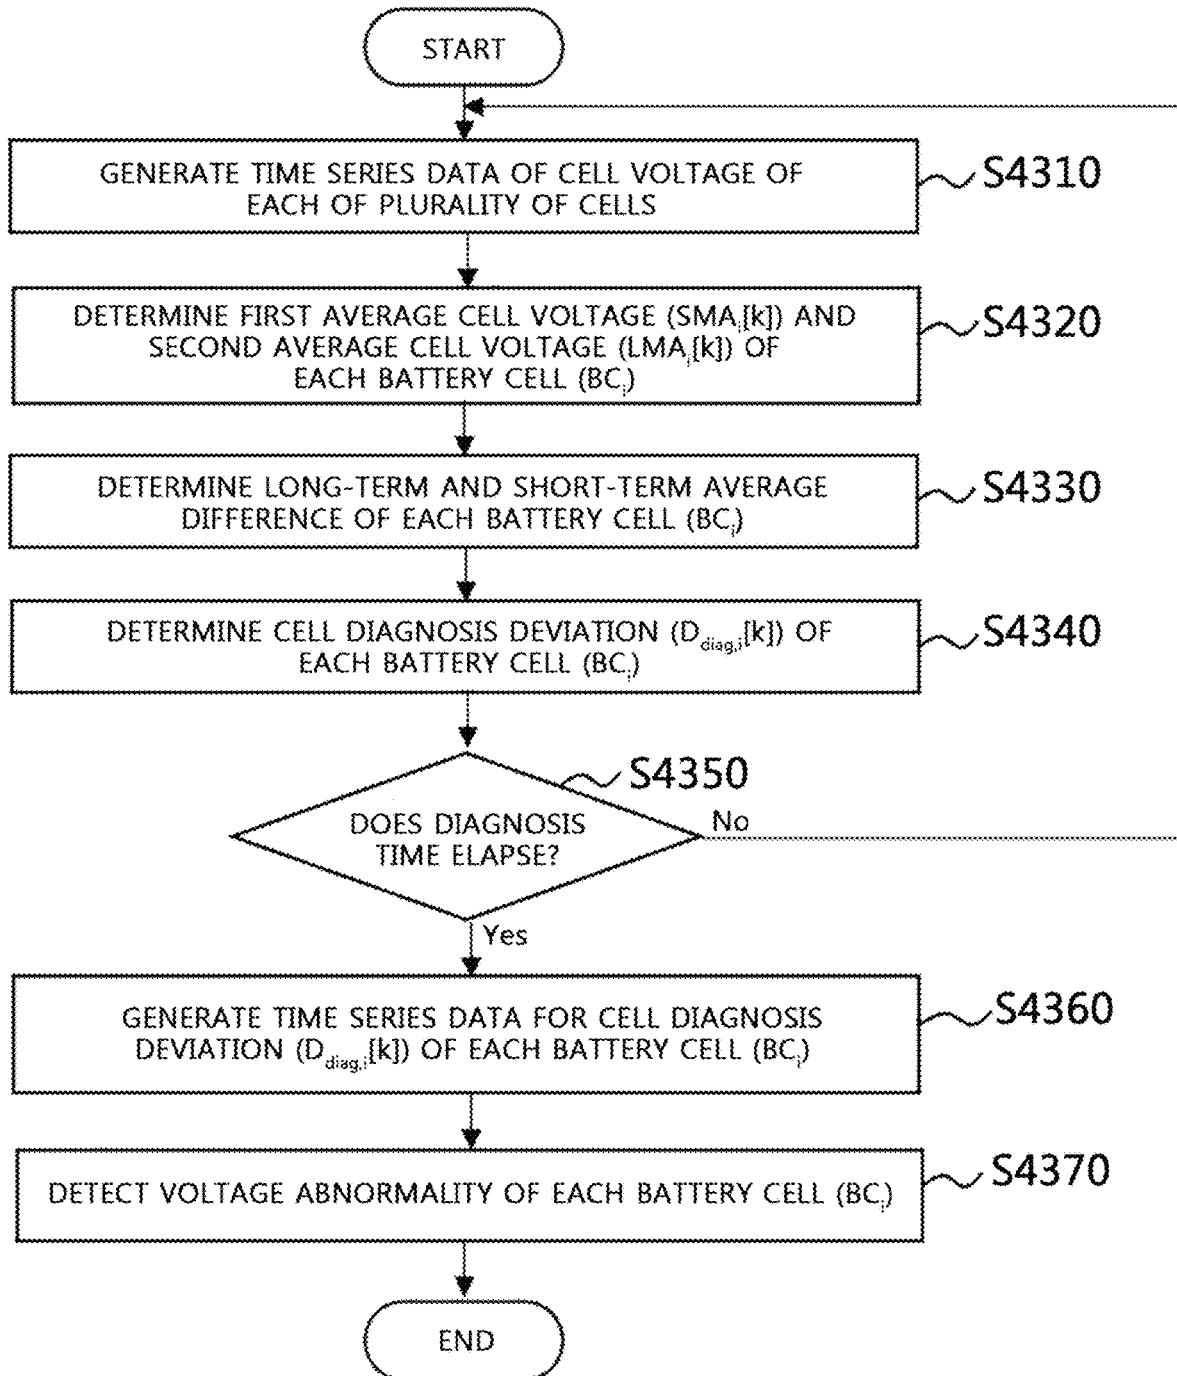 START
GENERATE TIME SERIES DATA OF CELL VOLTAGE OF
EACH OF PLURALITY OF CELLS
S4310
DETERMINE FIRST AVERAGE CELL VOLTAGE (SMAi[k]) AND
SECOND AVERAGE CELL VOLTAGE (LMAi[k]) OF
EACH BATTERY CELL (BCi)
S4320
DETERMINE LONG-TERM AND SHORT-TERM AVERAGE
DIFFERENCE OF EACH BATTERY CELL (BCi)
S4330
DETERMINE CELL DIAGNOSIS DEVIATION (Ddiag,i[k]) OF
EACH BATTERY CELL (BCi)
S4340
S4350
DOES DIAGNOSIS
TIME ELAPSE?
No
Yes
GENERATE TIME SERIES DATA FOR CELL DIAGNOSIS
DEVIATION (Ddiag,i[k]) OF EACH BATTERY CELL (BCi)
S4360
DETECT VOLTAGE ABNORMALITY OF EACH BATTERY CELL (BCi)
S4370
END